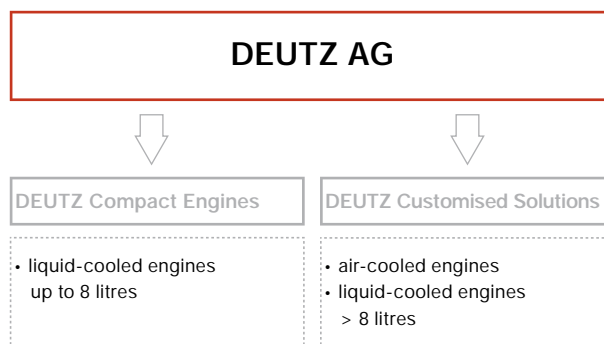 DEUTZ AG
DEUTZ Compact Engines
• liquid-cooled engines
up to 8 litres
DEUTZ Customised Solutions
• air-cooled engines
• liquid-cooled engines
> 8 litres